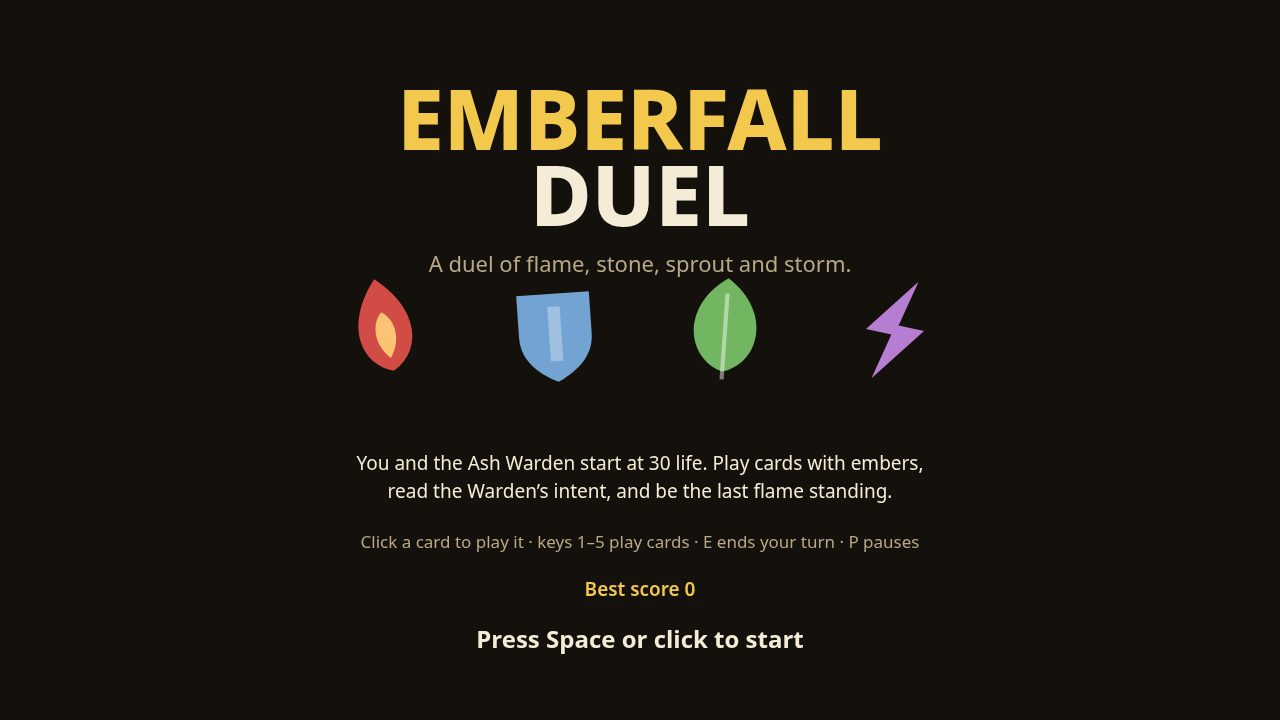 EMBERFALL
DUEL
A duel of flame, stone, sprout and storm.
You and the Ash Warden start at 30 life. Play cards with embers,
read the Warden’s intent, and be the last flame standing.
Click a card to play it · keys 1–5 play cards · E ends your turn · P pauses
Best score 0
Press Space or click to start